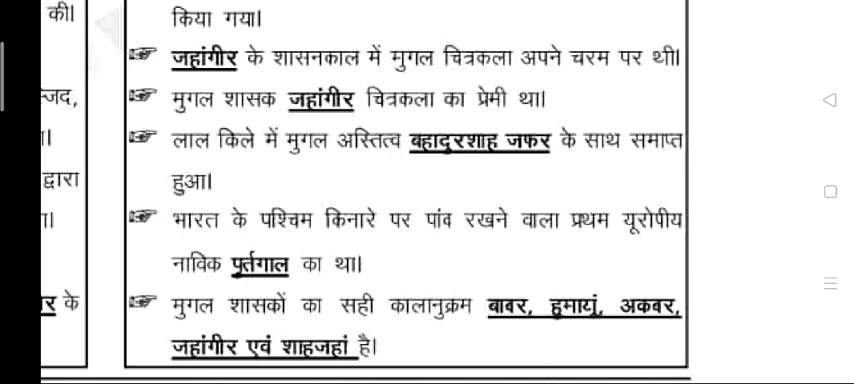 की।
किया गया।
जहांगीर के शासनकाल में मुगल चित्रकला अपने चरम पर थी।
मुगल शासक जहांगीर चित्रकला का प्रेमी था।
लाल किले में मुगल अस्तित्व बहादुरशाह जफर के साथ समाप्त
हुआ।
द्वारा
भारत के पश्चिम किनारे पर पांव रखने वाला प्रथम यूरोपीय
नाविक पुर्तगाल का था।
के
मुगल शासकों का सही कालानुक्रम बाबर, हुमायूं, अकबर,
जहांगीर एवं शाहजहां है।